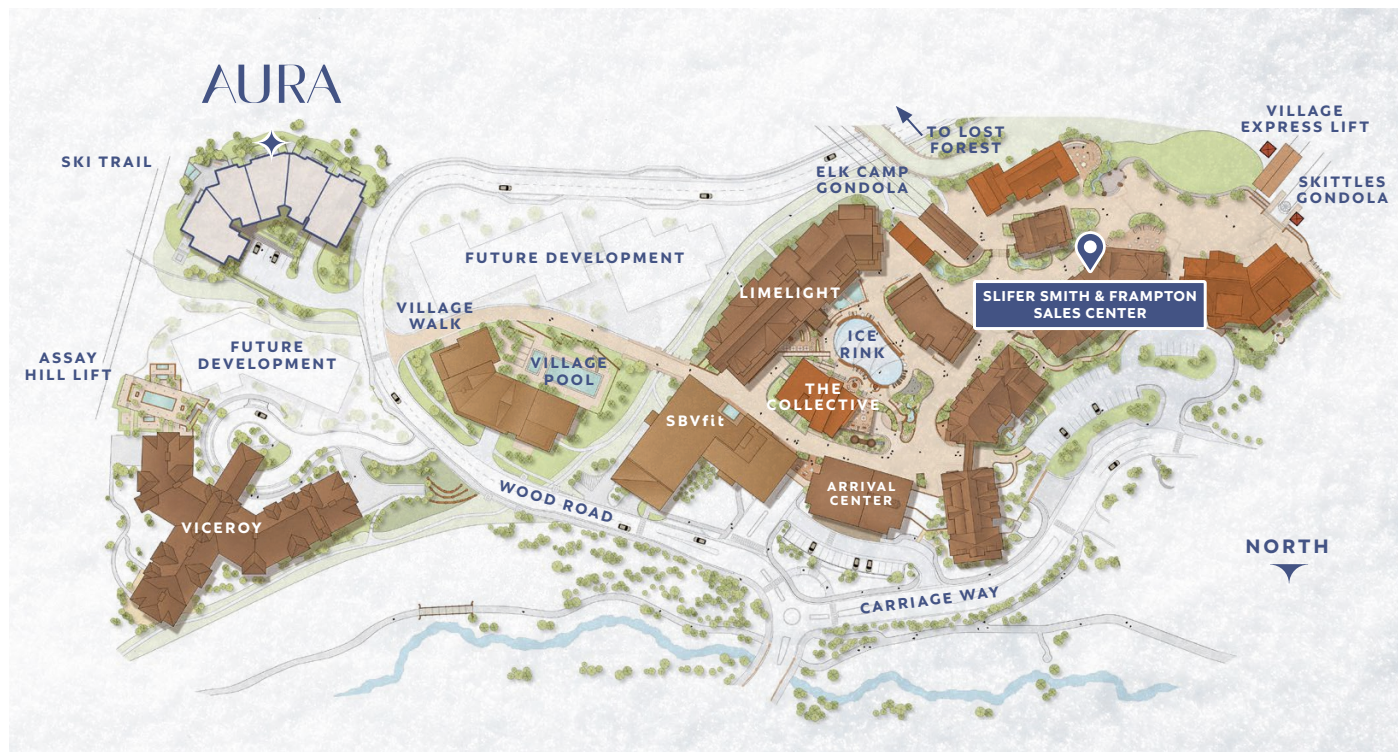 AURA
SKI TRAIL
VILLAGE
EXPRESS LIFT
TO LOST
FOREST
ELK CAMP
GONDOLA
SKITTLES
GONDOLA
FUTURE DEVELOPMENT
LIMELIGHT
SLIFER SMITH & FRAMPTON
SALES CENTER
VILLAGE
WALK
ICE
RINK
FUTURE
DEVELOPMENT
ASSAY
HILL LIFT
VILLAGE
POOL
THE
COLLECTIVE
SBVfit
ARRIVAL
CENTER
WOOD ROAD
VICEROY
NORTH
CARRIAGE WAY